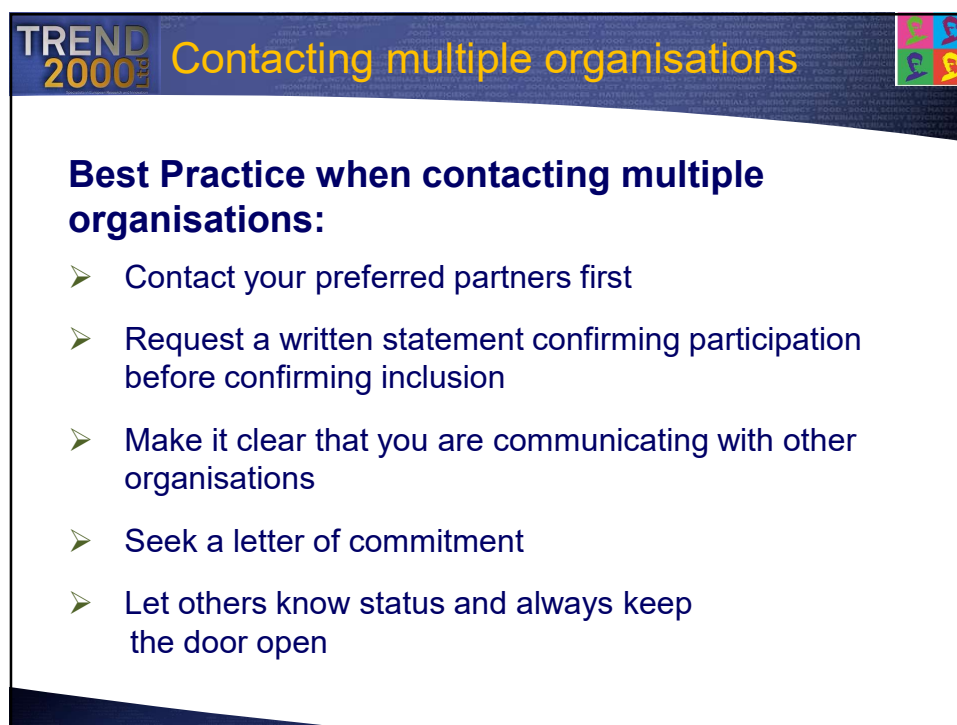 TREND
2000 Ltd
Contacting multiple organisations
Best Practice when contacting multiple
organisations:
➢ Contact your preferred partners first
➢ Request a written statement confirming participation
before confirming inclusion
➢ Make it clear that you are communicating with other
organisations
➢ Seek a letter of commitment
➢ Let others know status and always keep
the door open